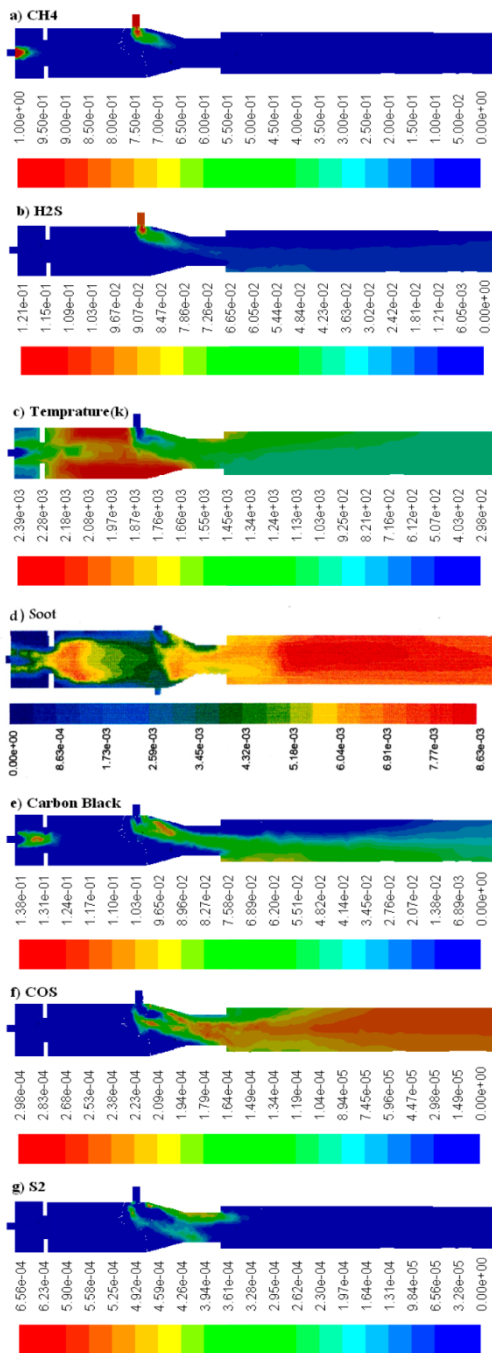 a) CH4
1.00e+00 9.50e-01 9.00e-01 8.50e-01 8.00e-01 7.50e-01 7.00e-01 6.50e-01 6.00e-01 5.50e-01 5.00e-01 4.50e-01 4.00e-01 3.50e-01 3.00e-01 2.50e-01 2.00e-01 1.50e-01 1.00e-01 5.00e-02 0.00e+00
b) H2S
1.21e-01 1.15e-01 1.09e-01 1.03e-01 9.67e-02 9.07e-02 8.47e-02 7.86e-02 7.26e-02 6.65e-02 6.05e-02 5.44e-02 4.84e-02 4.23e-02 3.63e-02 3.02e-02 2.42e-02 1.81e-02 1.21e-02 6.05e-03 0.00e+00
c) Temprature(k)
2.39e+03 2.28e+03 2.18e+03 2.08e+03 1.97e+03 1.87e+03 1.76e+03 1.66e+03 1.55e+03 1.45e+03 1.34e+03 1.24e+03 1.13e+03 1.03e+03 9.25e+02 8.21e+02 7.16e+02 6.12e+02 5.07e+02 4.03e+02 2.98e+02
d) Soot
0.00e+00 8.63e-04 1.73e-03 2.59e-03 3.45e-03 4.32e-03 5.18e-03 6.04e-03 6.91e-03 7.77e-03 8.63e-03
e) Carbon Black
1.38e-01 1.31e-01 1.24e-01 1.17e-01 1.10e-01 1.03e-01 9.65e-02 8.96e-02 8.27e-02 7.58e-02 6.89e-02 6.20e-02 5.51e-02 4.82e-02 4.14e-02 3.45e-02 2.76e-02 2.07e-02 1.38e-02 6.89e-03 0.00e+00
f) COS
2.98e-04 2.83e-04 2.68e-04 2.53e-04 2.38e-04 2.23e-04 2.09e-04 1.94e-04 1.79e-04 1.64e-04 1.49e-04 1.34e-04 1.19e-04 1.04e-04 8.94e-05 7.45e-05 5.96e-05 4.47e-05 2.98e-05 1.49e-05 0.00e+00
g) S2
6.56e-04 6.23e-04 5.90e-04 5.58e-04 5.25e-04 4.92e-04 4.59e-04 4.26e-04 3.94e-04 3.61e-04 3.28e-04 2.95e-04 2.62e-04 2.30e-04 1.97e-04 1.64e-04 1.31e-04 9.84e-05 6.56e-05 3.28e-05 0.00e+00